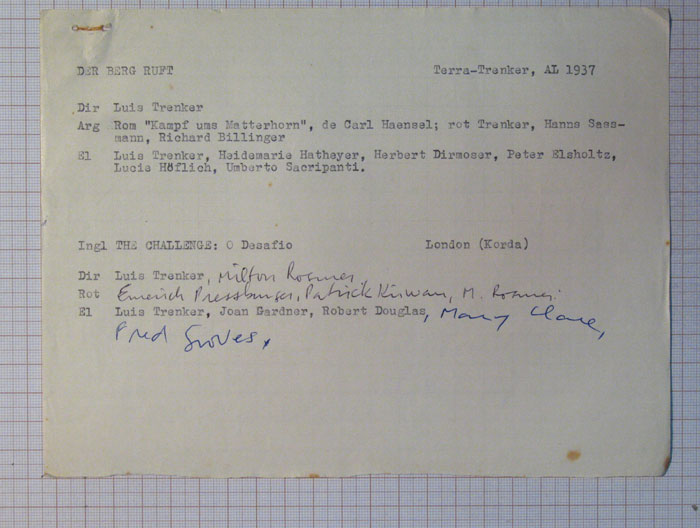 DER BERG RUFT Terra-Trenker, AL 1937
Dir Luis Trenker
Arg Rom "Kampf ums Matterhorn", de Carl Haensel; rot Trenker, Hanns Sass-
mann, Richard Billinger
El Luis Trenker, Heidemarie Hatheyer, Herbert Dirmoser, Peter Elsholtz,
Lucie Höflich, Umberto Sacripanti.
Ingl THE CHALLENGE: O Desafio London (Korda)
Dir Luis Trenker, Milton Rosmer,
Rot Emerich Pressburger, Patrick Kirwan, M. Rosmer.
El Luis Trenker, Joan Gardner, Robert Douglas, Mary Clare,
Fred Groves.